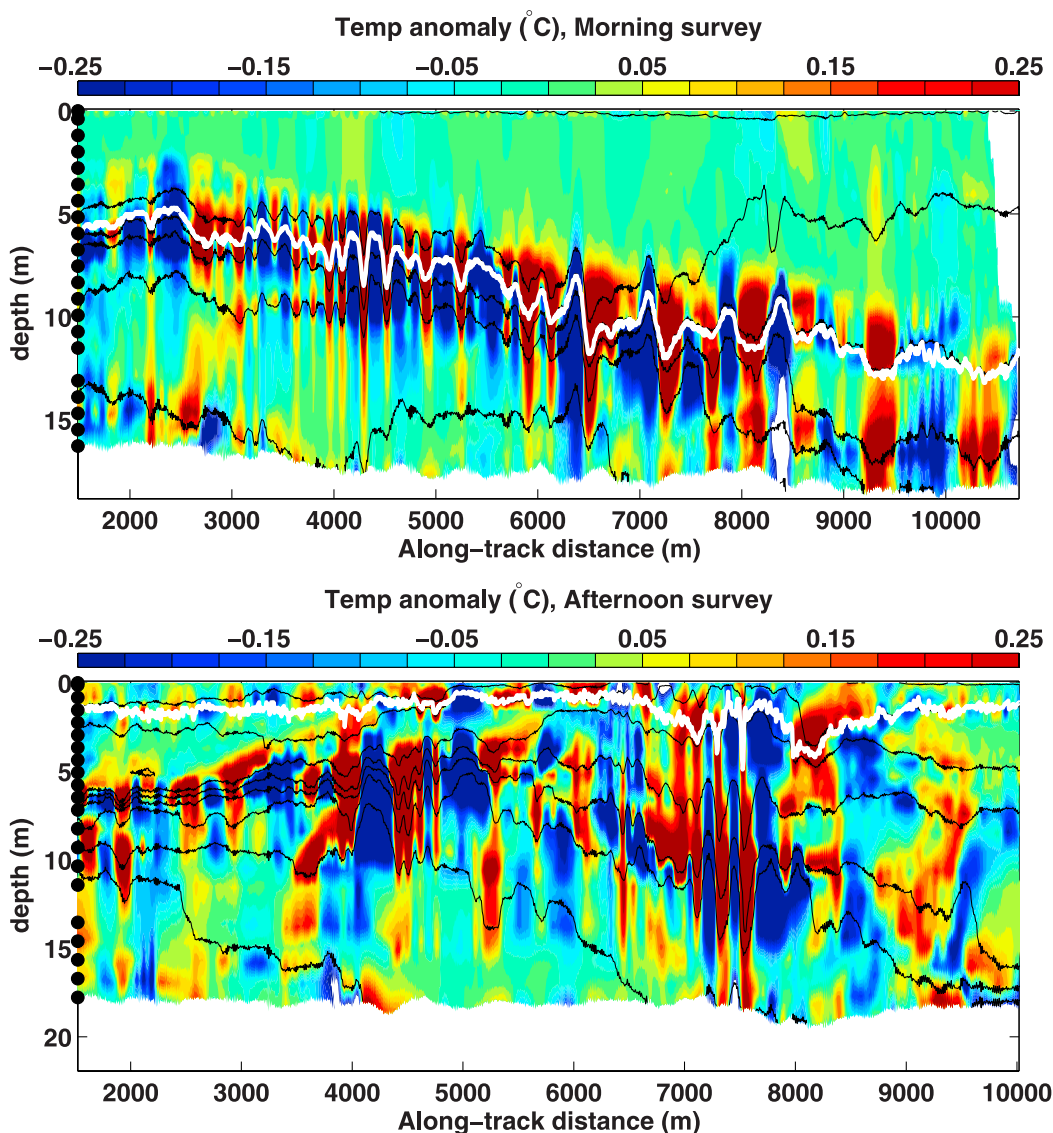 Temp anomaly (°C), Morning survey
−0.25 −0.15 −0.05 0.05 0.15 0.25
0
5
10
15
depth (m)
2000 3000 4000 5000 6000 7000 8000 9000 10000
Along−track distance (m)
Temp anomaly (°C), Afternoon survey
−0.25 −0.15 −0.05 0.05 0.15 0.25
0
5
10
15
20
depth (m)
2000 3000 4000 5000 6000 7000 8000 9000 10000
Along−track distance (m)